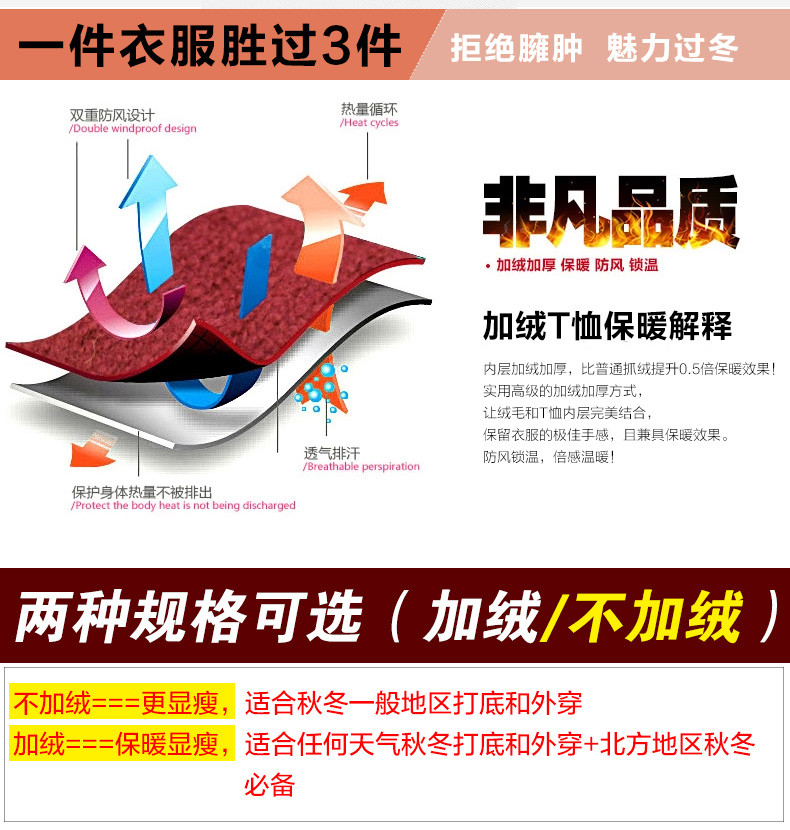 一件衣服胜过3件
拒绝臃肿 魅力过冬
双重防风设计
/Double windproof design
热量循环
/Heat cycles
非凡品质
·加绒加厚 保暖 防风 锁温
加绒T恤保暖解释
内层加绒加厚，比普通抓绒提升0.5倍保暖效果！
实用高级的加绒加厚方式，
让绒毛和T恤内层完美结合，
保留衣服的极佳手感，且兼具保暖效果。
防风锁温，倍感温暖！
透气排汗
/Breathable perspiration
保护身体热量不被排出
/Protect the body heat is not being discharged
两种规格可选（加绒/不加绒）
不加绒===更显瘦，适合秋冬一般地区打底和外穿
加绒===保暖显瘦，适合任何天气秋冬打底和外穿+北方地区秋冬
必备